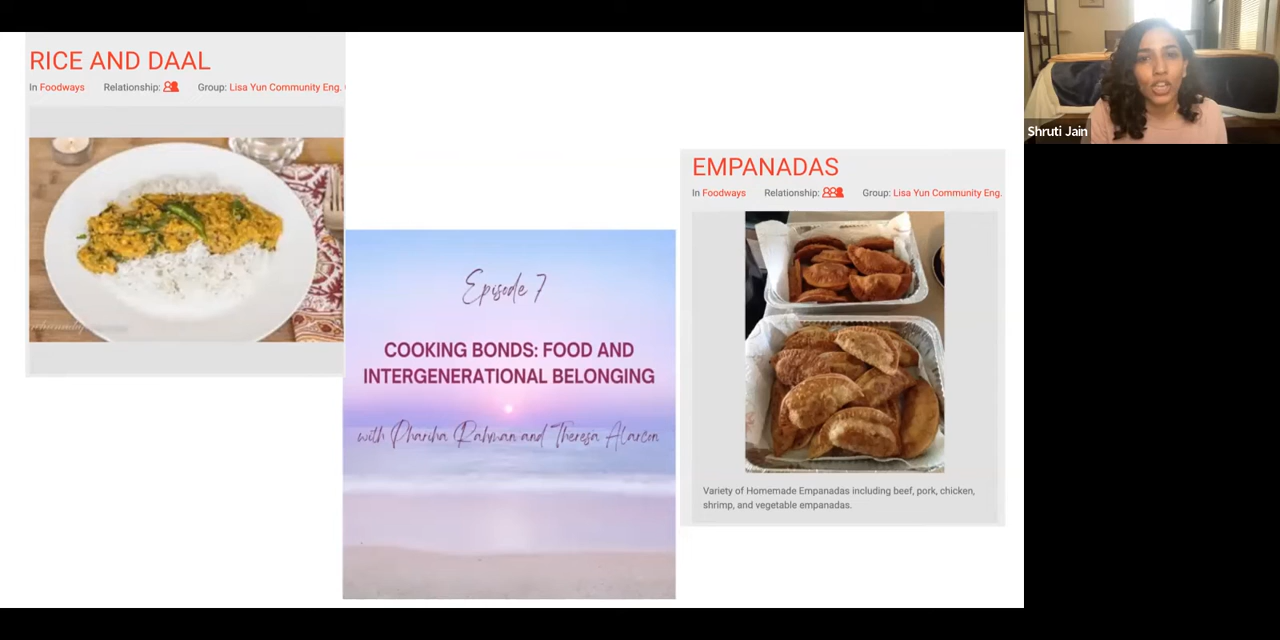 RICE AND DAAL
In Foodways Relationship: Group: Lisa Yun Community Eng.
Episode 7
COOKING BONDS: FOOD AND
INTERGENERATIONAL BELONGING
with Phariha Rahman and Theresa Alarcon
EMPANADAS
In Foodways Relationship: Group: Lisa Yun Community Eng.
Variety of Homemade Empanadas including beef, pork, chicken,
shrimp, and vegetable empanadas.
Shruti Jain